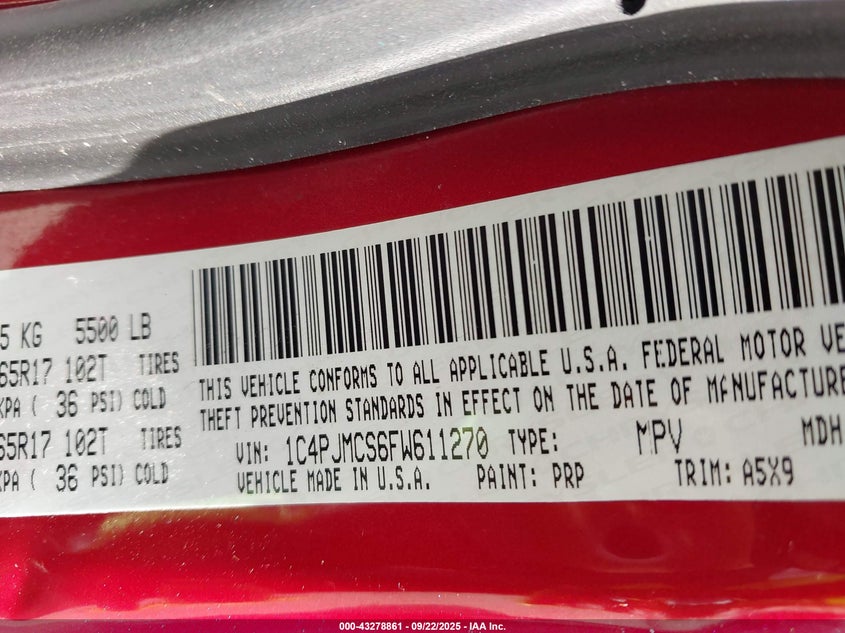 5 KG 5500 LB
65R17 102T TIRES
KPA ( 36 PSI) COLD
65R17 102T TIRES
KPA ( 36 PSI) COLD
THIS VEHICLE CONFORMS TO ALL APPLICABLE U.S.A. FEDERAL MOTOR VE
THEFT PREVENTION STANDARDS IN EFFECT ON THE DATE OF MANUFACTURE
VIN: 1C4PJMCS6FW611270 TYPE: MPV MDH
VEHICLE MADE IN U.S.A. PAINT: PRP TRIM: A5X9
000-43278861 - 09/22/2025 - IAA Inc.